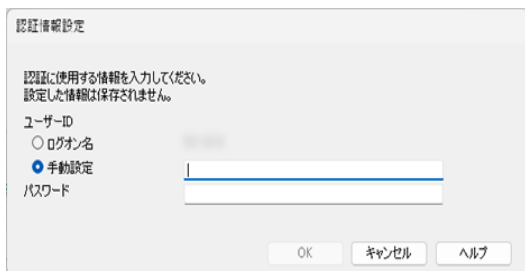 認証情報設定
認証に使用する情報を入力してください。
設定した情報は保存されません。
ユーザーID
ログオン名
手動設定
パスワード
OK キャンセル ヘルプ